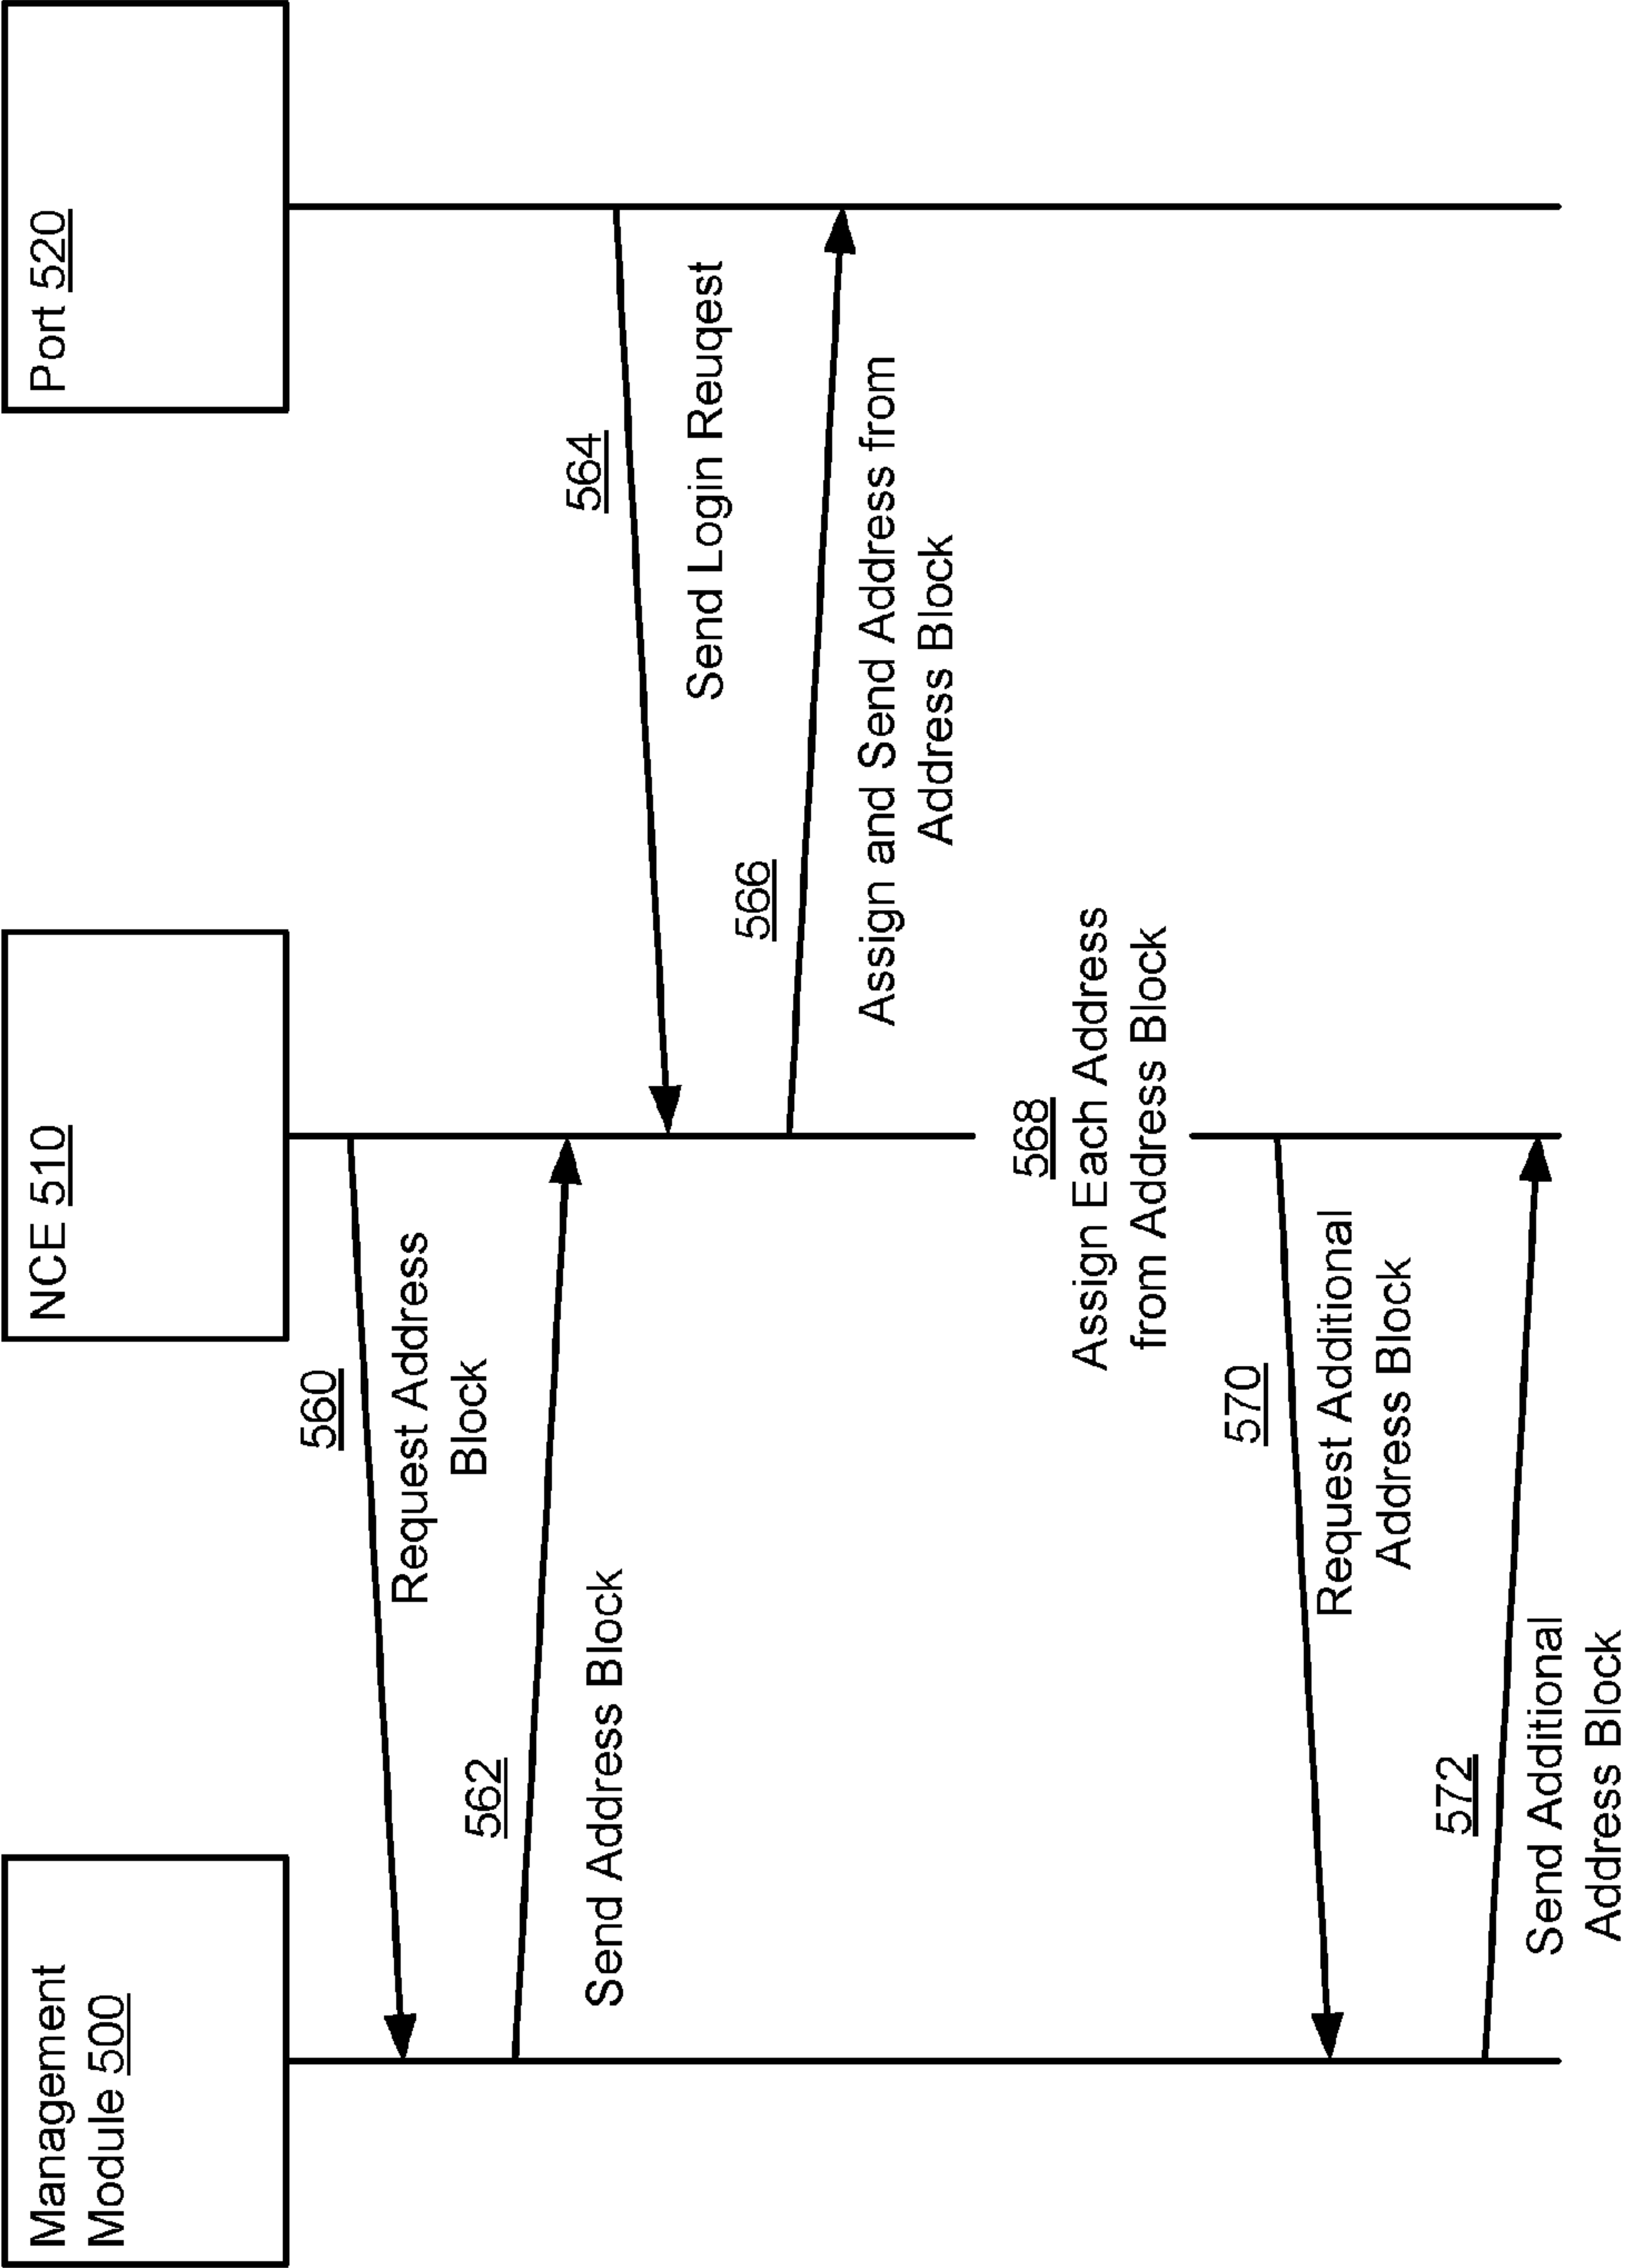 Management
Module 500
NCE 510
Port 520
560
Request Address
Block
562
Send Address Block
564
Send Login Reuqest
566
Assign and Send Address from
Address Block
568
Assign Each Address
from Address Block
570
Request Additional
Address Block
572
Send Additional
Address Block